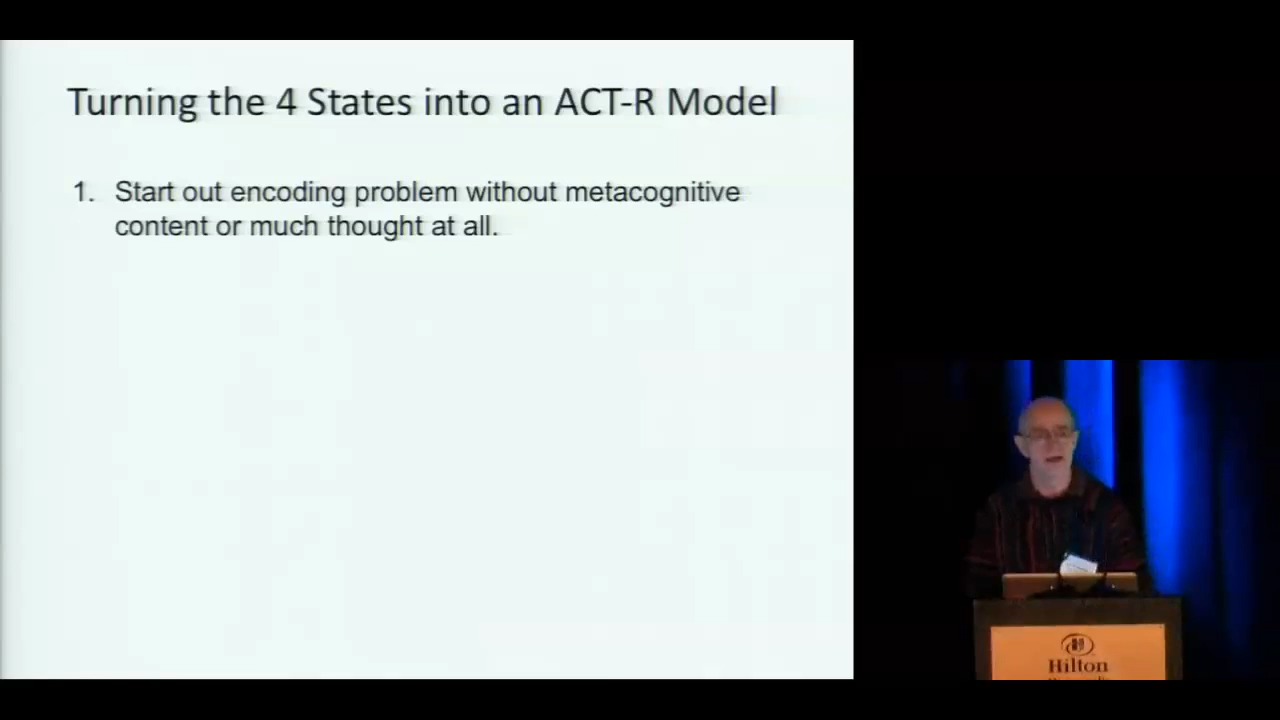 Turning the 4 States into an ACT-R Model
1. Start out encoding problem without metacognitive
content or much thought at all.
Hilton